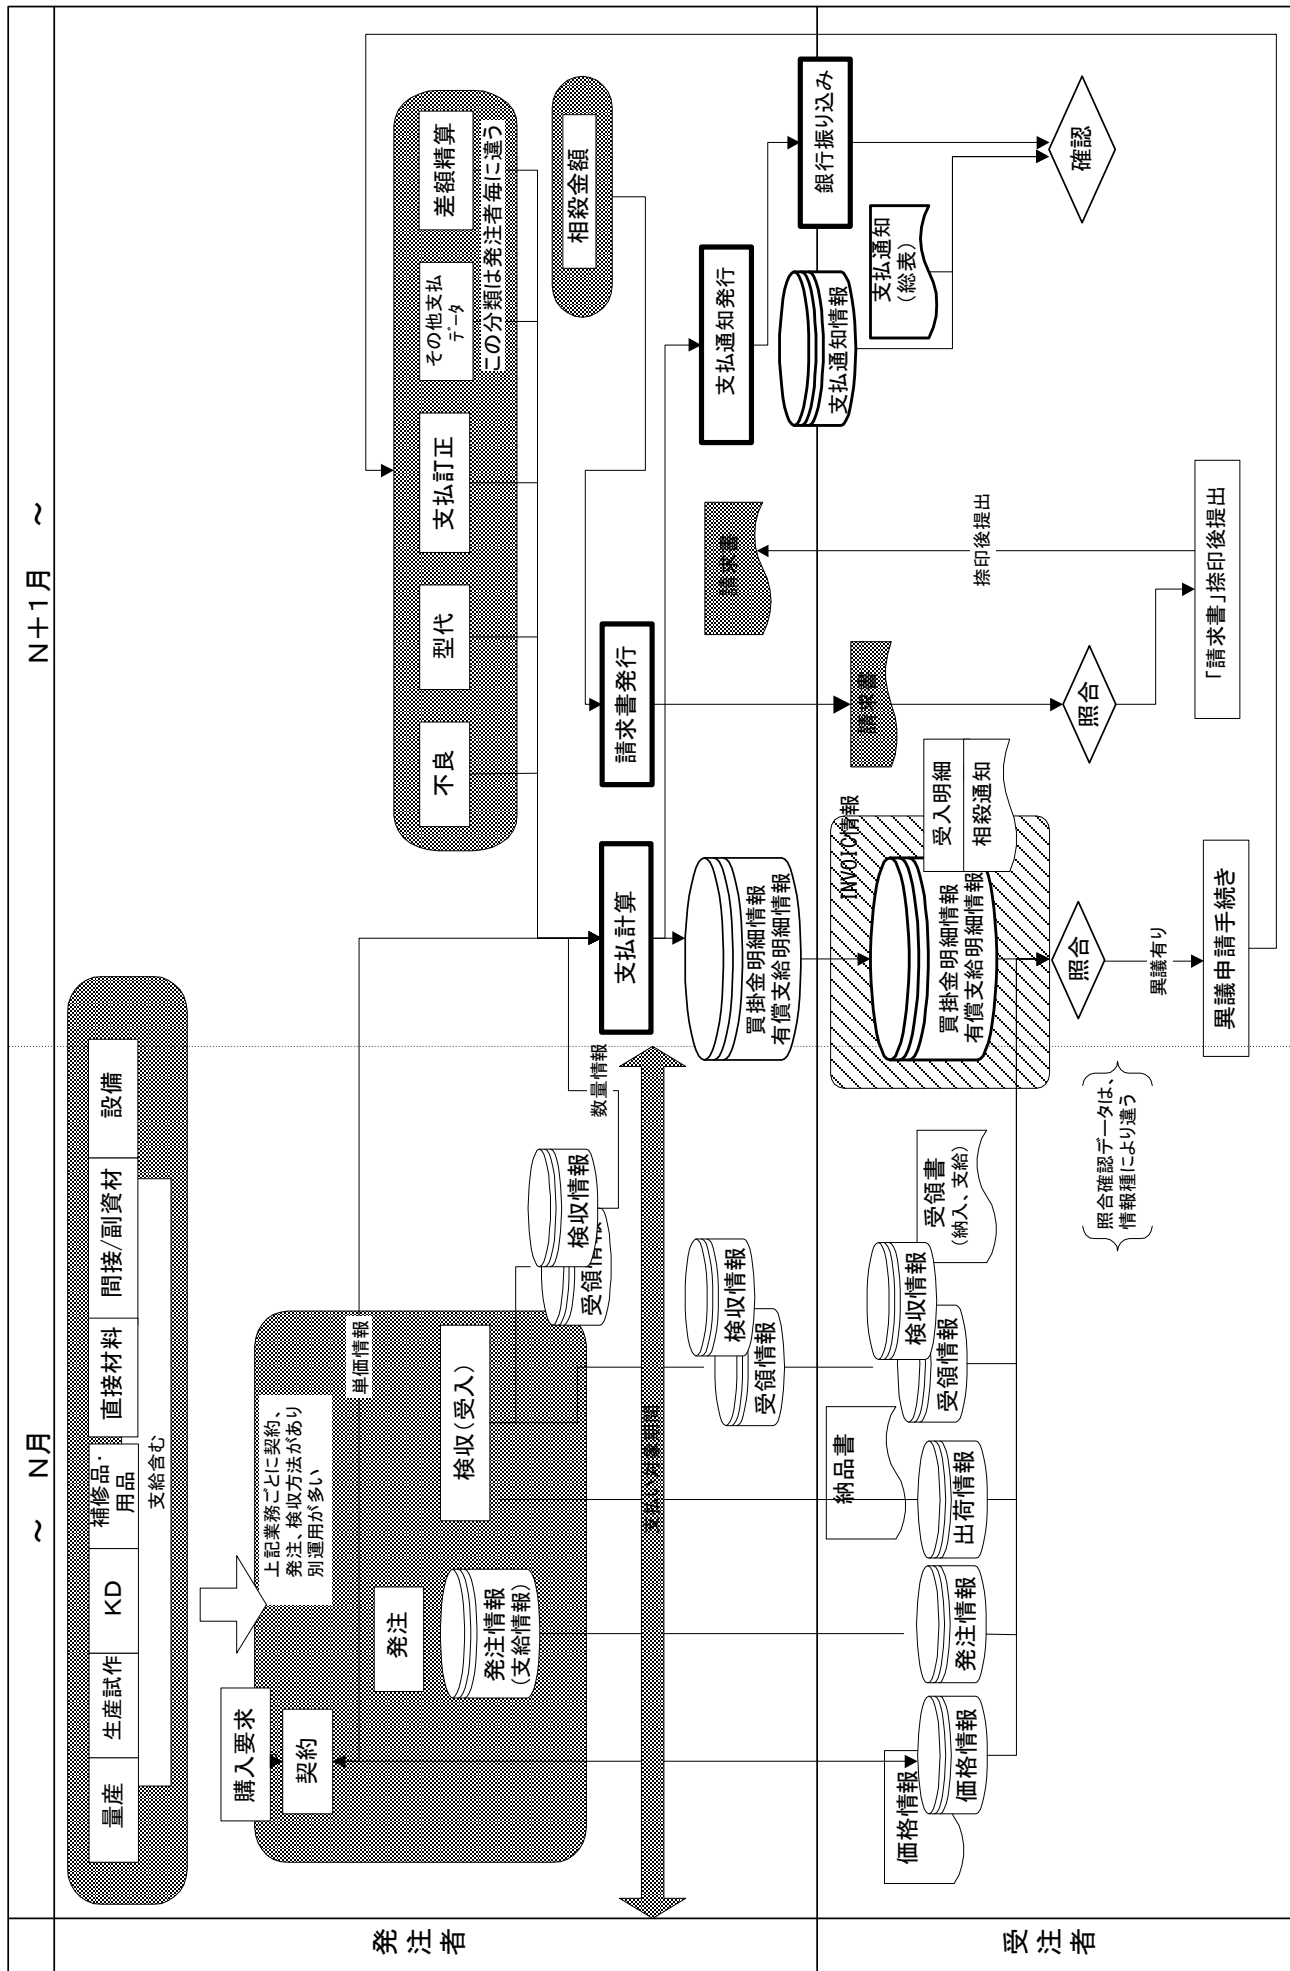 ～　N月　　～
N＋1月　　～
発注者
受注者
量産
生産試作
KD
補修品・
用品
直接材料
間接/副資材
設備
支給含む
購入要求
契約
上記業務ごとに契約、
発注、検収方法があり
別運用が多い
単価情報
発注
発注情報
(支給情報)
検収(受入)
検収情報
受領情報
数量情報
支払い対象期間
検収情報
受領情報
不良
型代
支払訂正
その他支払
データ
差額精算
この分類は発注者毎に違う
相殺金額
支払計算
請求書発行
買掛金明細情報
有償支給明細情報
請求書
支払通知発行
支払通知情報
銀行振り込み
価格情報
価格情報
発注情報
納品書
出荷情報
検収情報
受領情報
受領書
(納入、支給)
INVOIC情報
買掛金明細情報
有償支給明細情報
受入明細
相殺通知
請求書
支払通知
(総表)
照合確認データは、
情報種により違う
照合
異議有り
異議申請手続き
照合
捺印後提出
「請求書」捺印後提出
確認